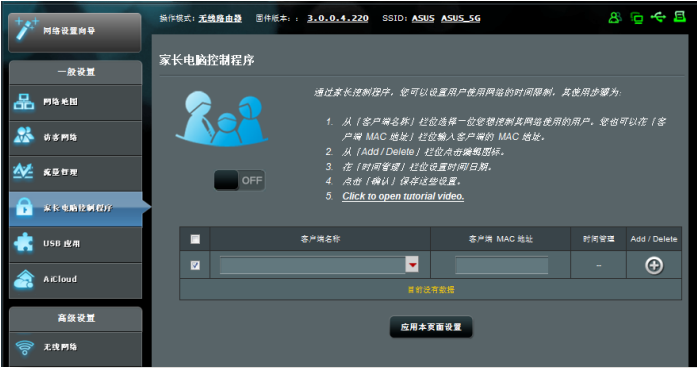 网络设置向导
操作模式: 无线路由器 固件版本: : 3.0.0.4.220 SSID: ASUS ASUS_5G
一般设置
网络地图
访客网络
流量管理
家长电脑控制程序
USB 应用
AiCloud
高级设置
无线网络
家长电脑控制程序
通过家长控制程序，您可以设置用户使用网络的时间限制，其使用步骤为:
1. 从「客户端名称」栏位选择一位您想控制其网络使用的用户。您也可以在「客
户端 MAC 地址」栏位输入客户端的 MAC 地址。
2. 从「Add / Delete」栏位点击编辑图标。
3. 在「时间管理」栏位设置时间/日期。
4. 点击「确认」保存这些设置。
5. Click to open tutorial video.
OFF
客户端名称 客户端 MAC 地址 时间管理 Add / Delete
–
目前没有数据
应用本页面设置